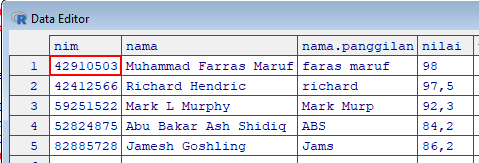 Data Editor
nim nama nama.panggilan nilai
1 42910503 Muhammad Farras Maruf faras maruf 98
2 42412566 Richard Hendric richard 97,5
3 59251522 Mark L Murphy Mark Murp 92,3
4 52824875 Abu Bakar Ash Shidiq ABS 84,2
5 82885728 Jamesh Goshling Jams 86,2